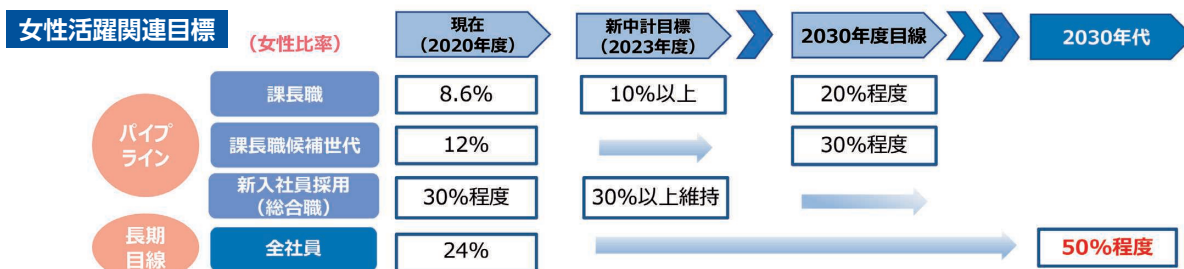 女性活躍関連目標
(女性比率)
現在
(2020年度)
新中計目標
(2023年度)
2030年度目線
2030年代
パイプ
ライン
課長職
8.6%
10%以上
20%程度
課長職候補世代
12%
30%程度
新入社員採用
(総合職)
30%程度
30%以上維持
長期
目線
全社員
24%
50%程度